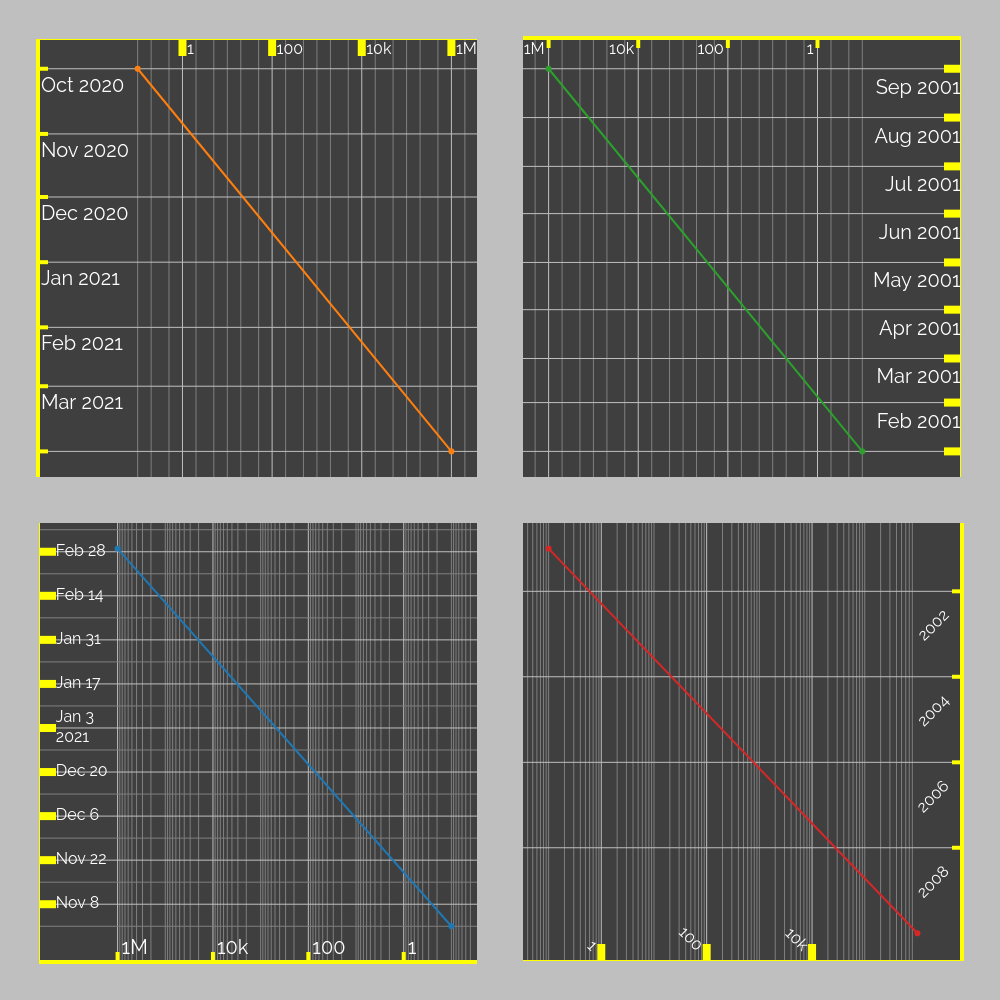 1 100 10k 1M
Oct 2020
Nov 2020
Dec 2020
Jan 2021
Feb 2021
Mar 2021
1M 10k 100 1
Sep 2001
Aug 2001
Jul 2001
Jun 2001
May 2001
Apr 2001
Mar 2001
Feb 2001
Feb 28
Feb 14
Jan 31
Jan 17
Jan 3
2021
Dec 20
Dec 6
Nov 22
Nov 8
1M 10k 100 1
2002
2004
2006
2008
1 100 10k